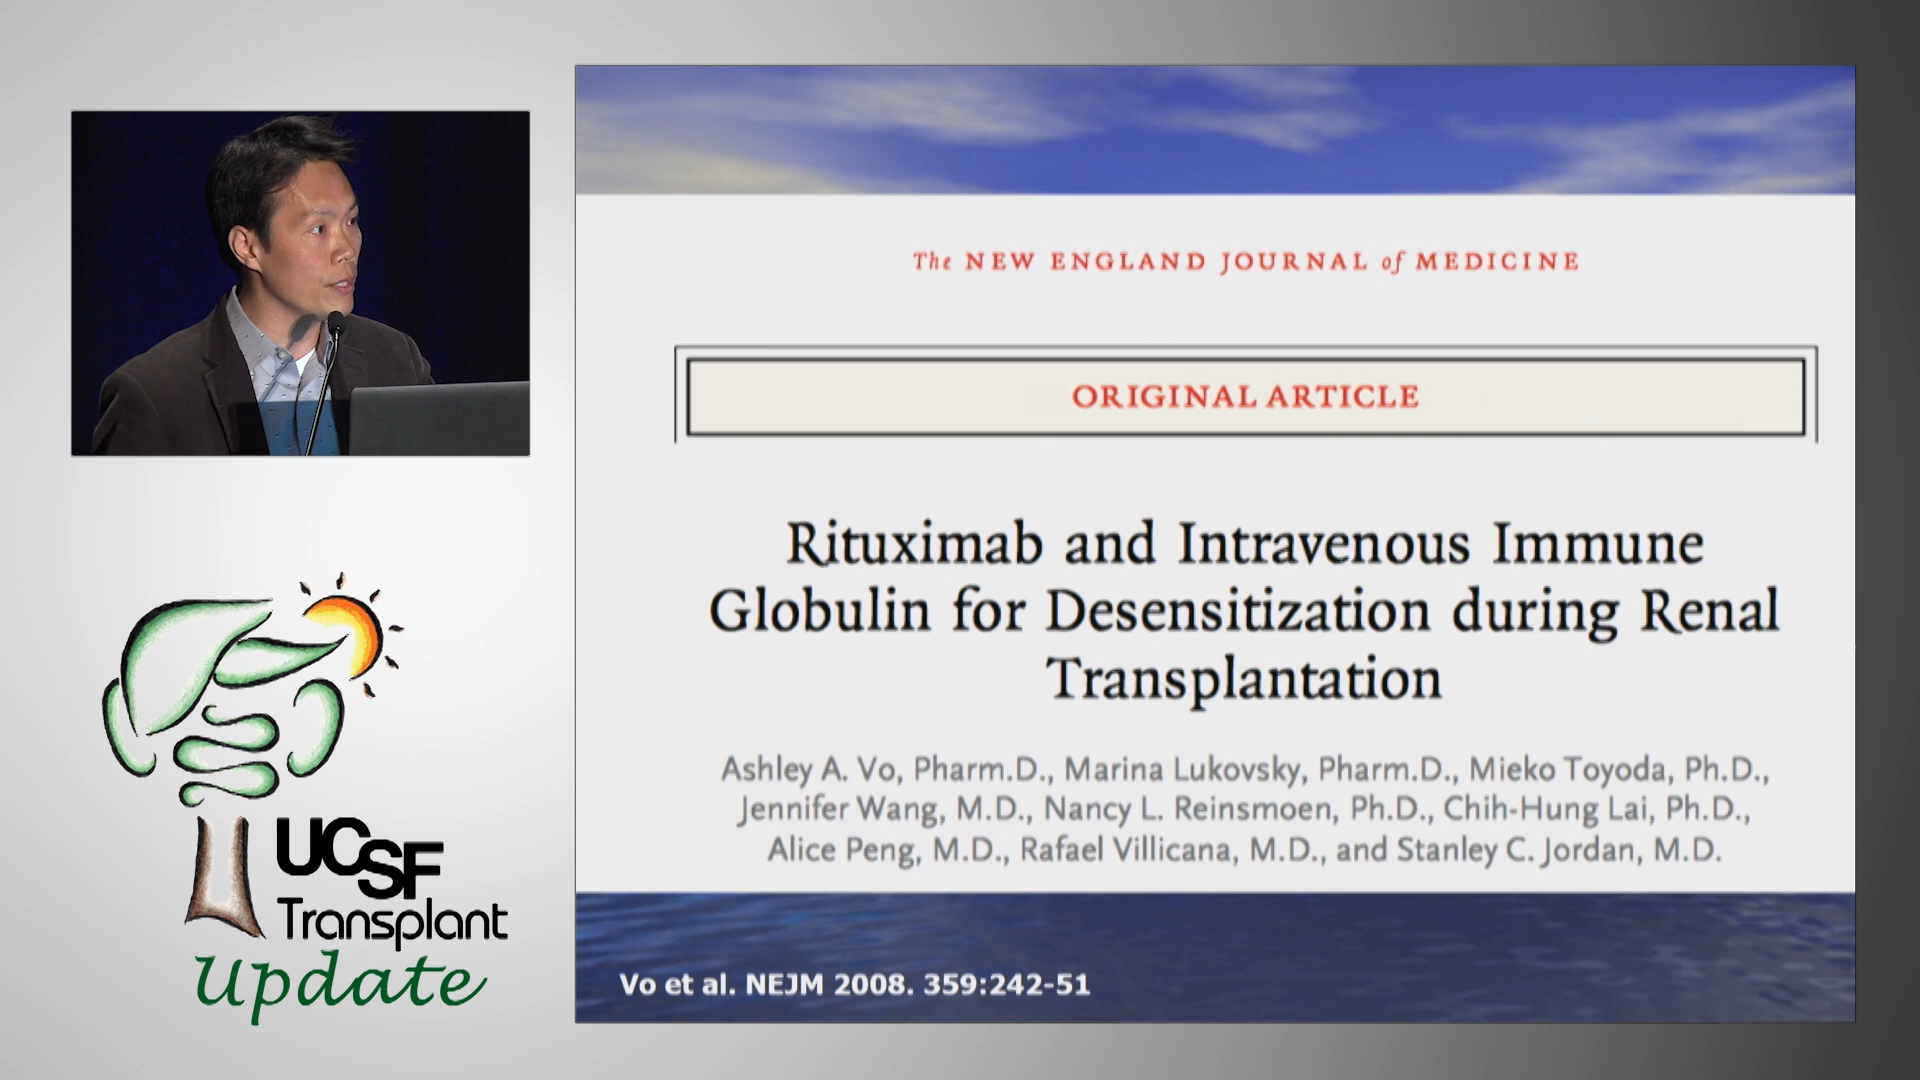 The NEW ENGLAND JOURNAL of MEDICINE
ORIGINAL ARTICLE
Rituximab and Intravenous Immune
Globulin for Desensitization during Renal
Transplantation
Ashley A. Vo, Pharm.D., Marina Lukovsky, Pharm.D., Mieko Toyoda, Ph.D.,
Jennifer Wang, M.D., Nancy L. Reinsmoen, Ph.D., Chih-Hung Lai, Ph.D.,
Alice Peng, M.D., Rafael Villicana, M.D., and Stanley C. Jordan, M.D.
Vo et al. NEJM 2008. 359:242-51
UCSF
Transplant
Update